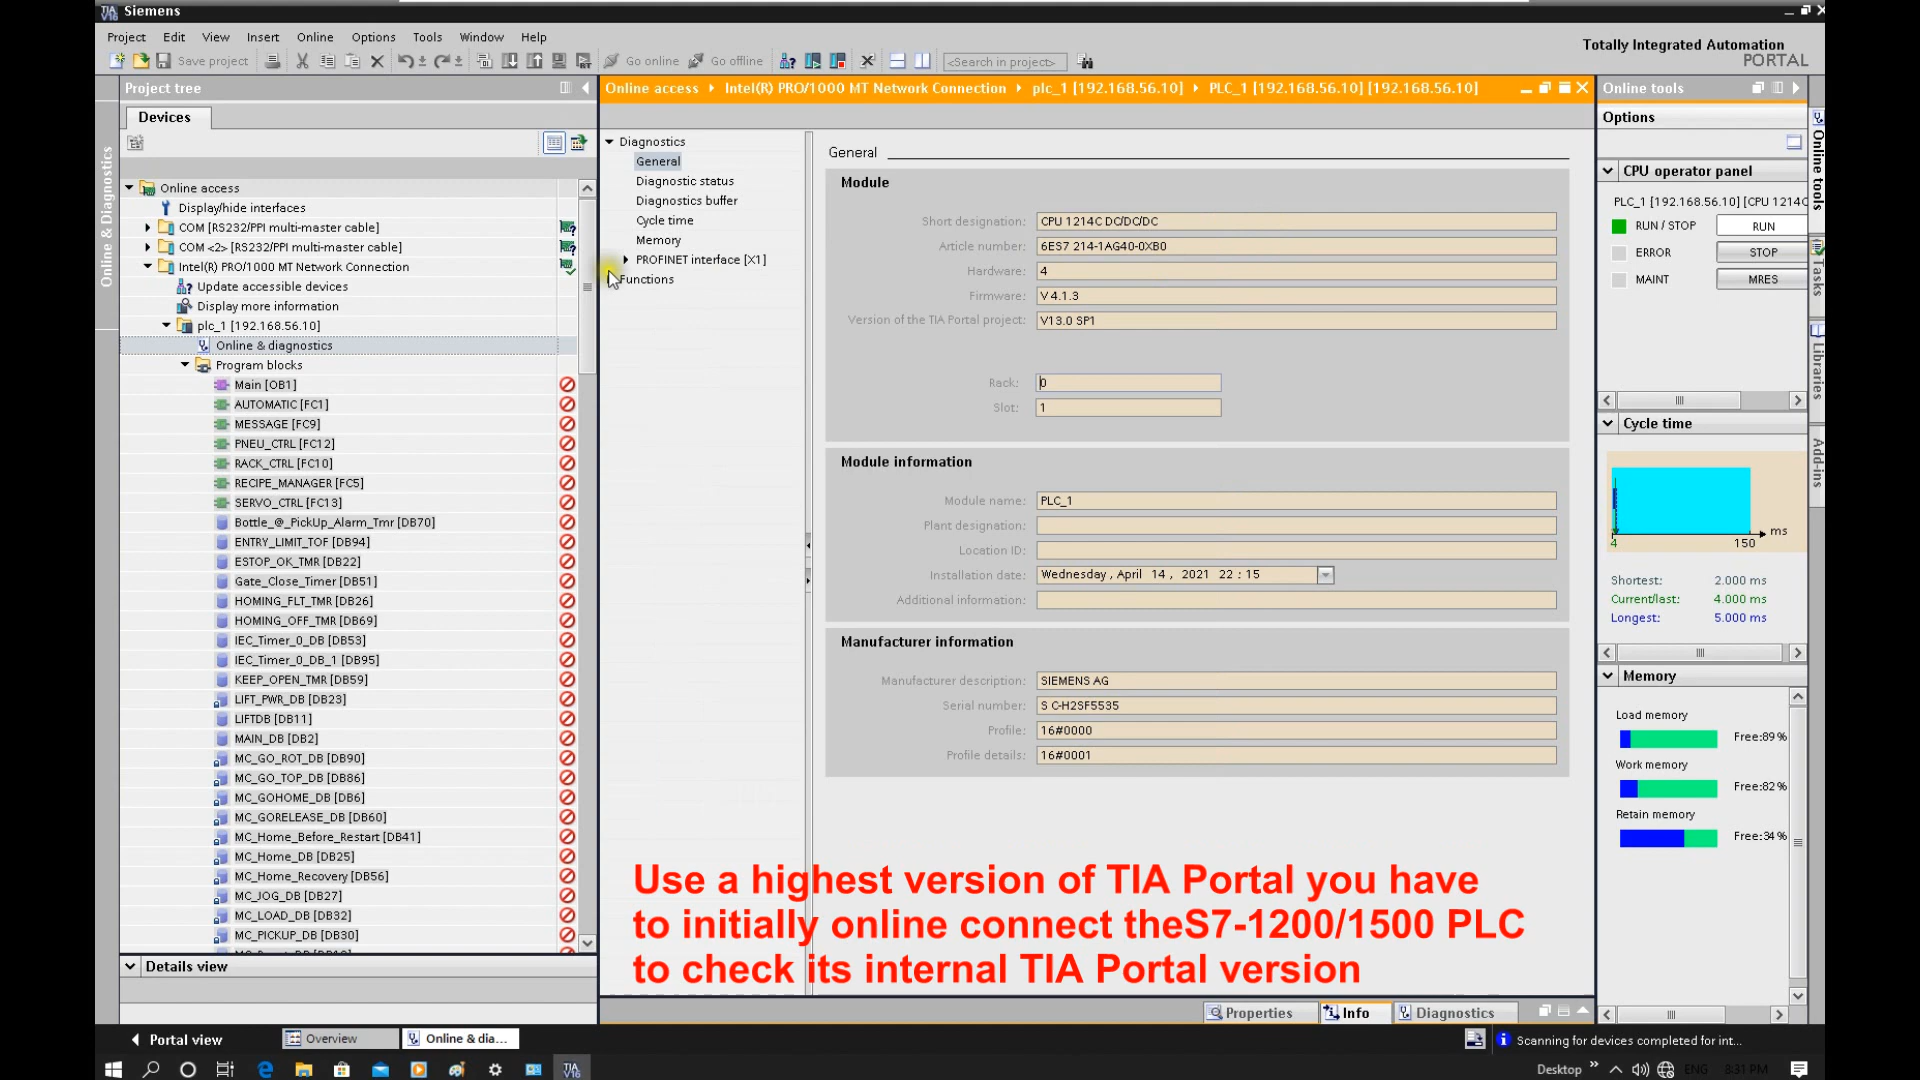 Siemens
Project Edit View Insert Online Options Tools Window Help
Totally Integrated Automation
PORTAL
Save project
Go online
Go offline
<Search in project>
Project tree
Online access
Intel(R) PRO/1000 MT Network Connection
plc_1 [192.168.56.10]
PLC_1 [192.168.56.10] [192.168.56.10]
Online tools
Devices
Online & Diagnostics
Online access
Display/hide interfaces
COM [RS232/PPI multi-master cable]
COM <2> [RS232/PPI multi-master cable]
Intel(R) PRO/1000 MT Network Connection
Update accessible devices
Display more information
plc_1 [192.168.56.10]
Online & diagnostics
Program blocks
Main [OB1]
AUTOMATIC [FC1]
MESSAGE [FC9]
PNEU_CTRL [FC12]
RACK_CTRL [FC10]
RECIPE_MANAGER [FC5]
SERVO_CTRL [FC13]
Bottle_@_PickUp_Alarm_Tmr [DB70]
ENTRY_LIMIT_TOF [DB94]
ESTOP_OK_TMR [DB22]
Gate_Close_Timer [DB51]
HOMING_FLT_TMR [DB26]
HOMING_OFF_TMR [DB69]
IEC_Timer_0_DB [DB53]
IEC_Timer_0_DB_1 [DB95]
KEEP_OPEN_TMR [DB59]
LIFT_PWR_DB [DB23]
LIFTDB [DB11]
MAIN_DB [DB2]
MC_GO_ROT_DB [DB90]
MC_GO_TOP_DB [DB86]
MC_GOHOME_DB [DB6]
MC_GORELEASE_DB [DB60]
MC_Home_Before_Restart [DB41]
MC_Home_DB [DB25]
MC_Home_Recovery [DB56]
MC_JOG_DB [DB27]
MC_LOAD_DB [DB32]
MC_PICKUP_DB [DB30]
Details view
Diagnostics
General
Diagnostic status
Diagnostics buffer
Cycle time
Memory
PROFINET interface [X1]
Functions
General
Module
Short designation: CPU 1214C DC/DC/DC
Article number: 6ES7 214-1AG40-0XB0
Hardware: 4
Firmware: V 4.1.3
Version of the TIA Portal project: V13.0 SP1
Rack: 0
Slot: 1
Module information
Module name: PLC_1
Plant designation:
Location ID:
Installation date: Wednesday , April 14 , 2021 22 : 15
Additional information:
Manufacturer information
Manufacturer description: SIEMENS AG
Serial number: S C-H2SF5535
Profile: 16#0000
Profile details: 16#0001
Use a highest version of TIA Portal you have
to initially online connect theS7-1200/1500 PLC
to check its internal TIA Portal version
Properties
Info
Diagnostics
Options
CPU operator panel
PLC_1 [192.168.56.10] [CPU 1214C
RUN / STOP RUN
ERROR STOP
MAINT MRES
Cycle time
ms
4 150
Shortest: 2.000 ms
Current/last: 4.000 ms
Longest: 5.000 ms
Memory
Load memory
Free:89 %
Work memory
Free:82 %
Retain memory
Free:34 %
Online tools
Tasks
Libraries
Add-ins
Portal view
Overview
Online & dia...
Scanning for devices completed for int...
Desktop
ENG
8:31 PM